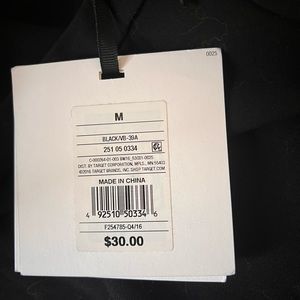 0025
M
BLACK/VB-39A
251 05 0334
DIST. BY TARGET CORPORATION, MPLS., MN 55403
©2016 TARGET BRANDS, INC. SHOP TARGET.COM
MADE IN CHINA
4 92510 50334 6
F254785-Q4/16
$30.00